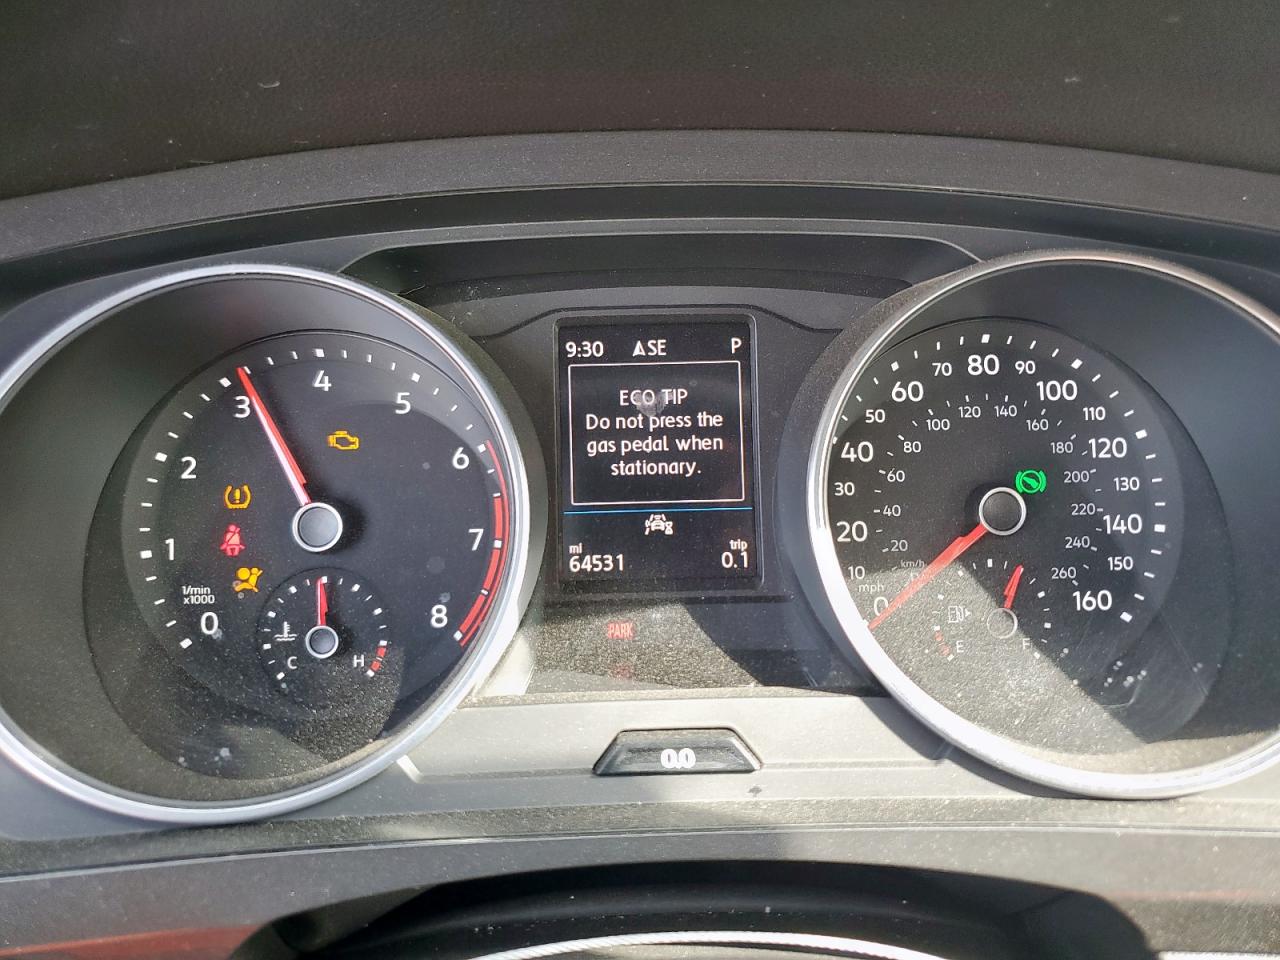 9:30 SE P
ECO TIP
Do not press the
gas pedal when
stationary.
mi
64531
trip
0.1
PARK
0.0
0 1 2 3 4 5 6 7 8
1/min
x1000
C H
0 10 20 30 40 50 60 70 80 90 100 110 120 130 140 150 160
mph
20 40 60 80 100 120 140 160 180 200 220 240 260
km/h
E F